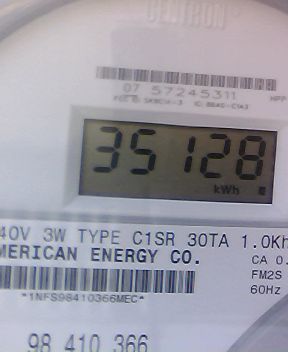 CENTRON
07 57245311
35128
kWh
40V 3W TYPE C1SR 30TA 1.0Kh
MERICAN ENERGY CO.
CA 0.
FM2S
60Hz
*1NFS98410366MEC*
98 410 366